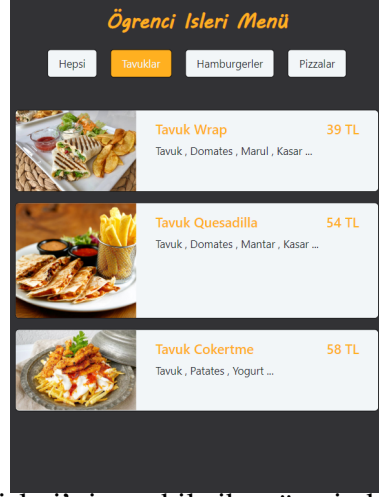 Ögrenci Isleri Menü
Hepsi
Tavuklar
Hamburgerler
Pizzalar
Tavuk Wrap 39 TL
Tavuk , Domates , Marul , Kasar ...
Tavuk Quesadilla 54 TL
Tavuk , Domates , Mantar , Kasar ...
Tavuk Cokertme 58 TL
Tavuk , Patates , Yogurt ...